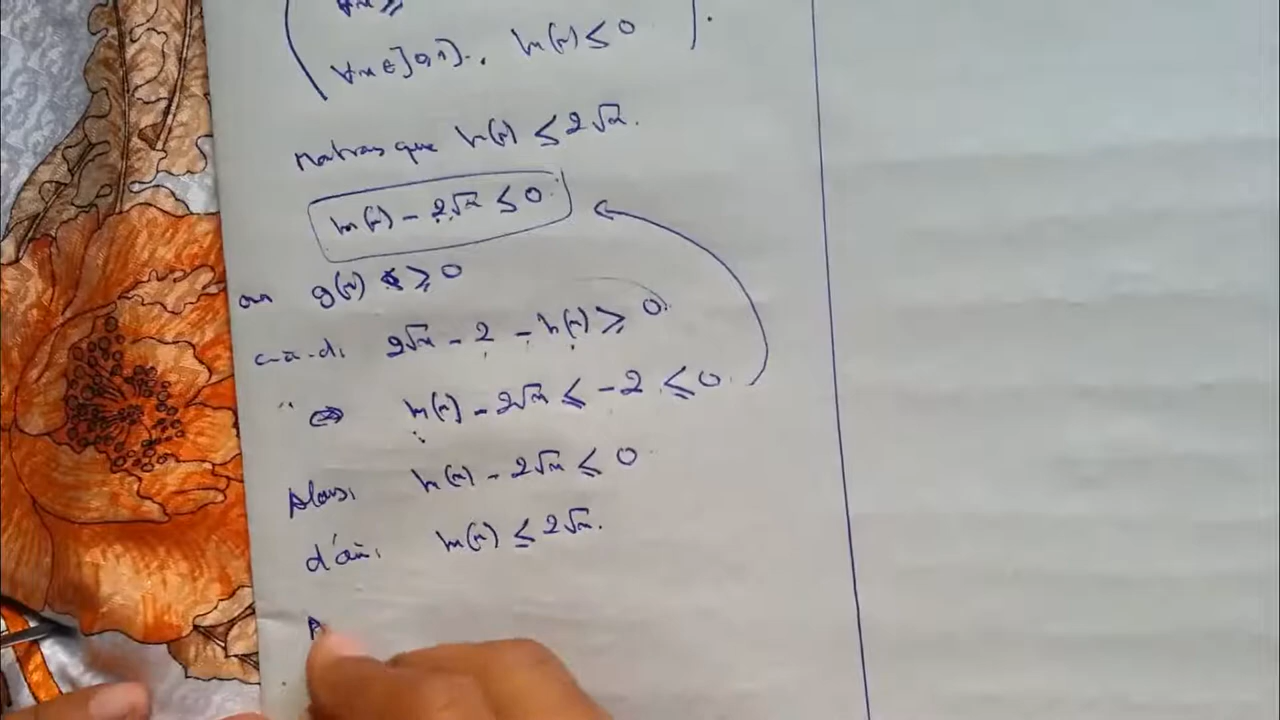 ∀x ≥
∀x ∈ ]0,1]. ln(x) ≤ 0.
Montrons que ln(x) ≤ 2√x.
ln(x) - 2√x ≤ 0.
on g(x) ≥ 0
c-à-d. 2√x - 2 - ln(x) ≥ 0.
⇔ ln(x) - 2√x ≤ -2 ≤ 0.
Alors, ln(x) - 2√x ≤ 0
d'où, ln(x) ≤ 2√x.